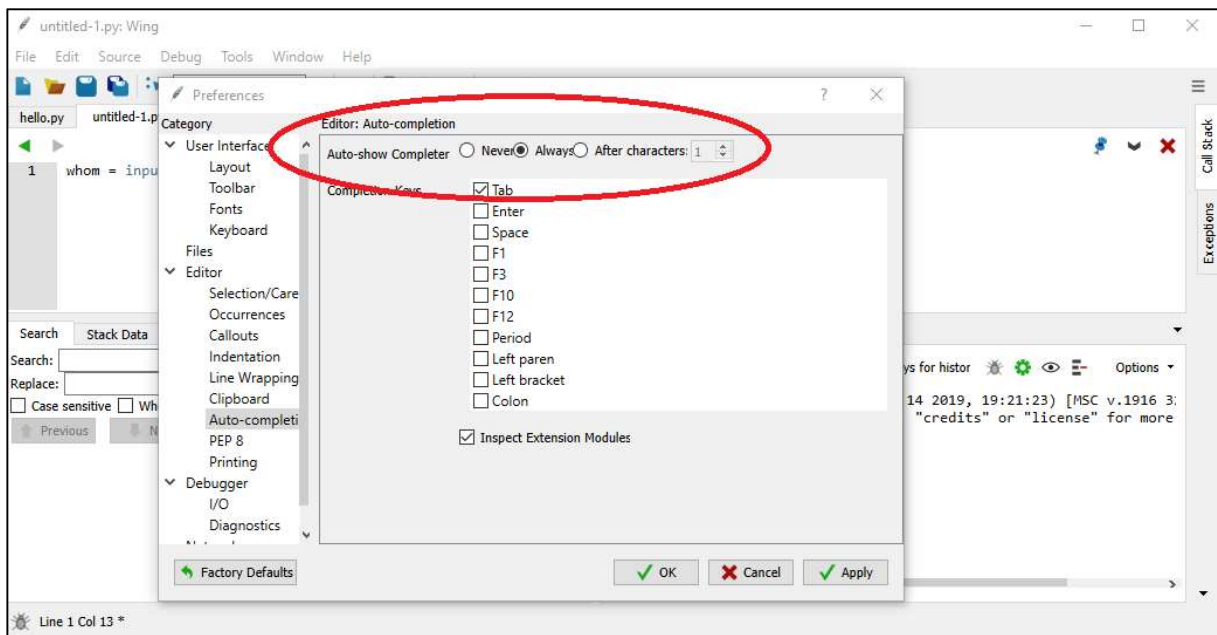 untitled-1.py: Wing
File Edit Source Debug Tools Window Help
hello.py untitled-1.p
1 whom = inpu
Preferences ?
Category
User Interface
Layout
Toolbar
Fonts
Keyboard
Files
Editor
Selection/Care
Occurrences
Callouts
Indentation
Line Wrapping
Clipboard
Auto-completi
PEP 8
Printing
Debugger
I/O
Diagnostics
Editor: Auto-completion
Auto-show Completer Never Always After characters: 1
Completion Keys Tab
Enter
Space
F1
F3
F10
F12
Period
Left paren
Left bracket
Colon
Inspect Extension Modules
Factory Defaults OK Cancel Apply
Call Stack
Exceptions
Search Stack Data
Search:
Replace:
Case sensitive Wh
Previous N
ys for histor Options
14 2019, 19:21:23) [MSC v.1916 3
"credits" or "license" for more
Line 1 Col 13 *